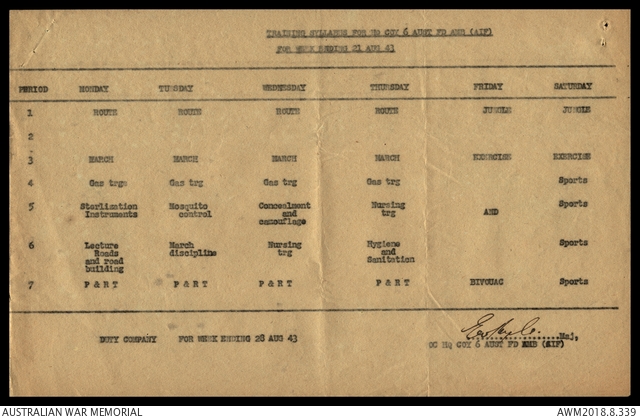 TRAINING SYLLABUS FOR HQ COY 6 AUST FD AMB (AIF)
FOR WEEK ENDING 21 AUG 43
PERIOD MONDAY TUESDAY WEDNESDAY THURSDAY FRIDAY SATURDAY
1 ROUTE ROUTE ROUTE ROUTE JUNGLE JUNGLE
2
3 MARCH MARCH MARCH MARCH EXERCISE EXERCISE
4 Gas trgs Gas trg Gas trg Gas trg Sports
5 Sterlization Mosquito Concealment Nursing AND Sports
Instruments control and trg
camouflage
6 Lecture March Nursing Hygiene Sports
Roads discipline trg and
and road Sanitation
building
7 P & RT P & R T P & R T P & R T BIVOUAC Sports
DUTY COMPANY FOR WEEK ENDING 28 AUG 43
Maj,
OC HQ COY 6 AUST FD AMB (AIF)
AUSTRALIAN WAR MEMORIAL AWM2018.8.339